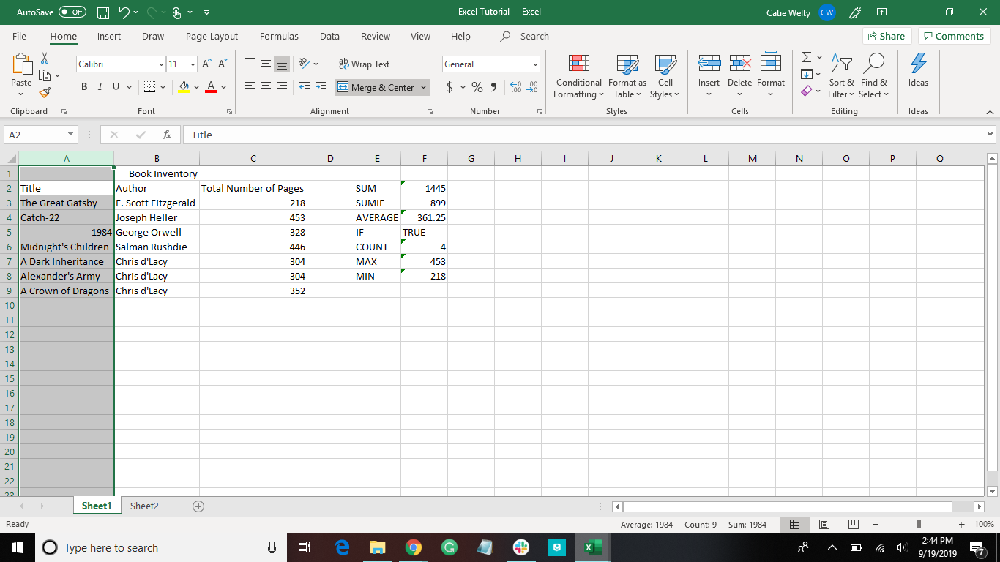 AutoSave Off Excel Tutorial - Excel Catie Welty CW
File Home Insert Draw Page Layout Formulas Data Review View Help Search Share Comments
Calibri 11 Wrap Text General
Paste B I U Merge & Center $ % Conditional Formatting Format as Table Cell Styles Insert Delete Format Sort & Filter Find & Select Ideas
Clipboard Font Alignment Number Styles Cells Editing Ideas
A2 fx Title
A B C D E F G H I J K L M N O P Q
1 Book Inventory
2 Title Author Total Number of Pages SUM 1445
3 The Great Gatsby F. Scott Fitzgerald 218 SUMIF 899
4 Catch-22 Joseph Heller 453 AVERAGE 361.25
5 1984 George Orwell 328 IF TRUE
6 Midnight's Children Salman Rushdie 446 COUNT 4
7 A Dark Inheritance Chris d'Lacy 304 MAX 453
8 Alexander's Army Chris d'Lacy 304 MIN 218
9 A Crown of Dragons Chris d'Lacy 352
10
11
12
13
14
15
16
17
18
19
20
21
22
23
Sheet1 Sheet2
Ready Average: 1984 Count: 9 Sum: 1984 100%
Type here to search 2:44 PM
9/19/2019 7